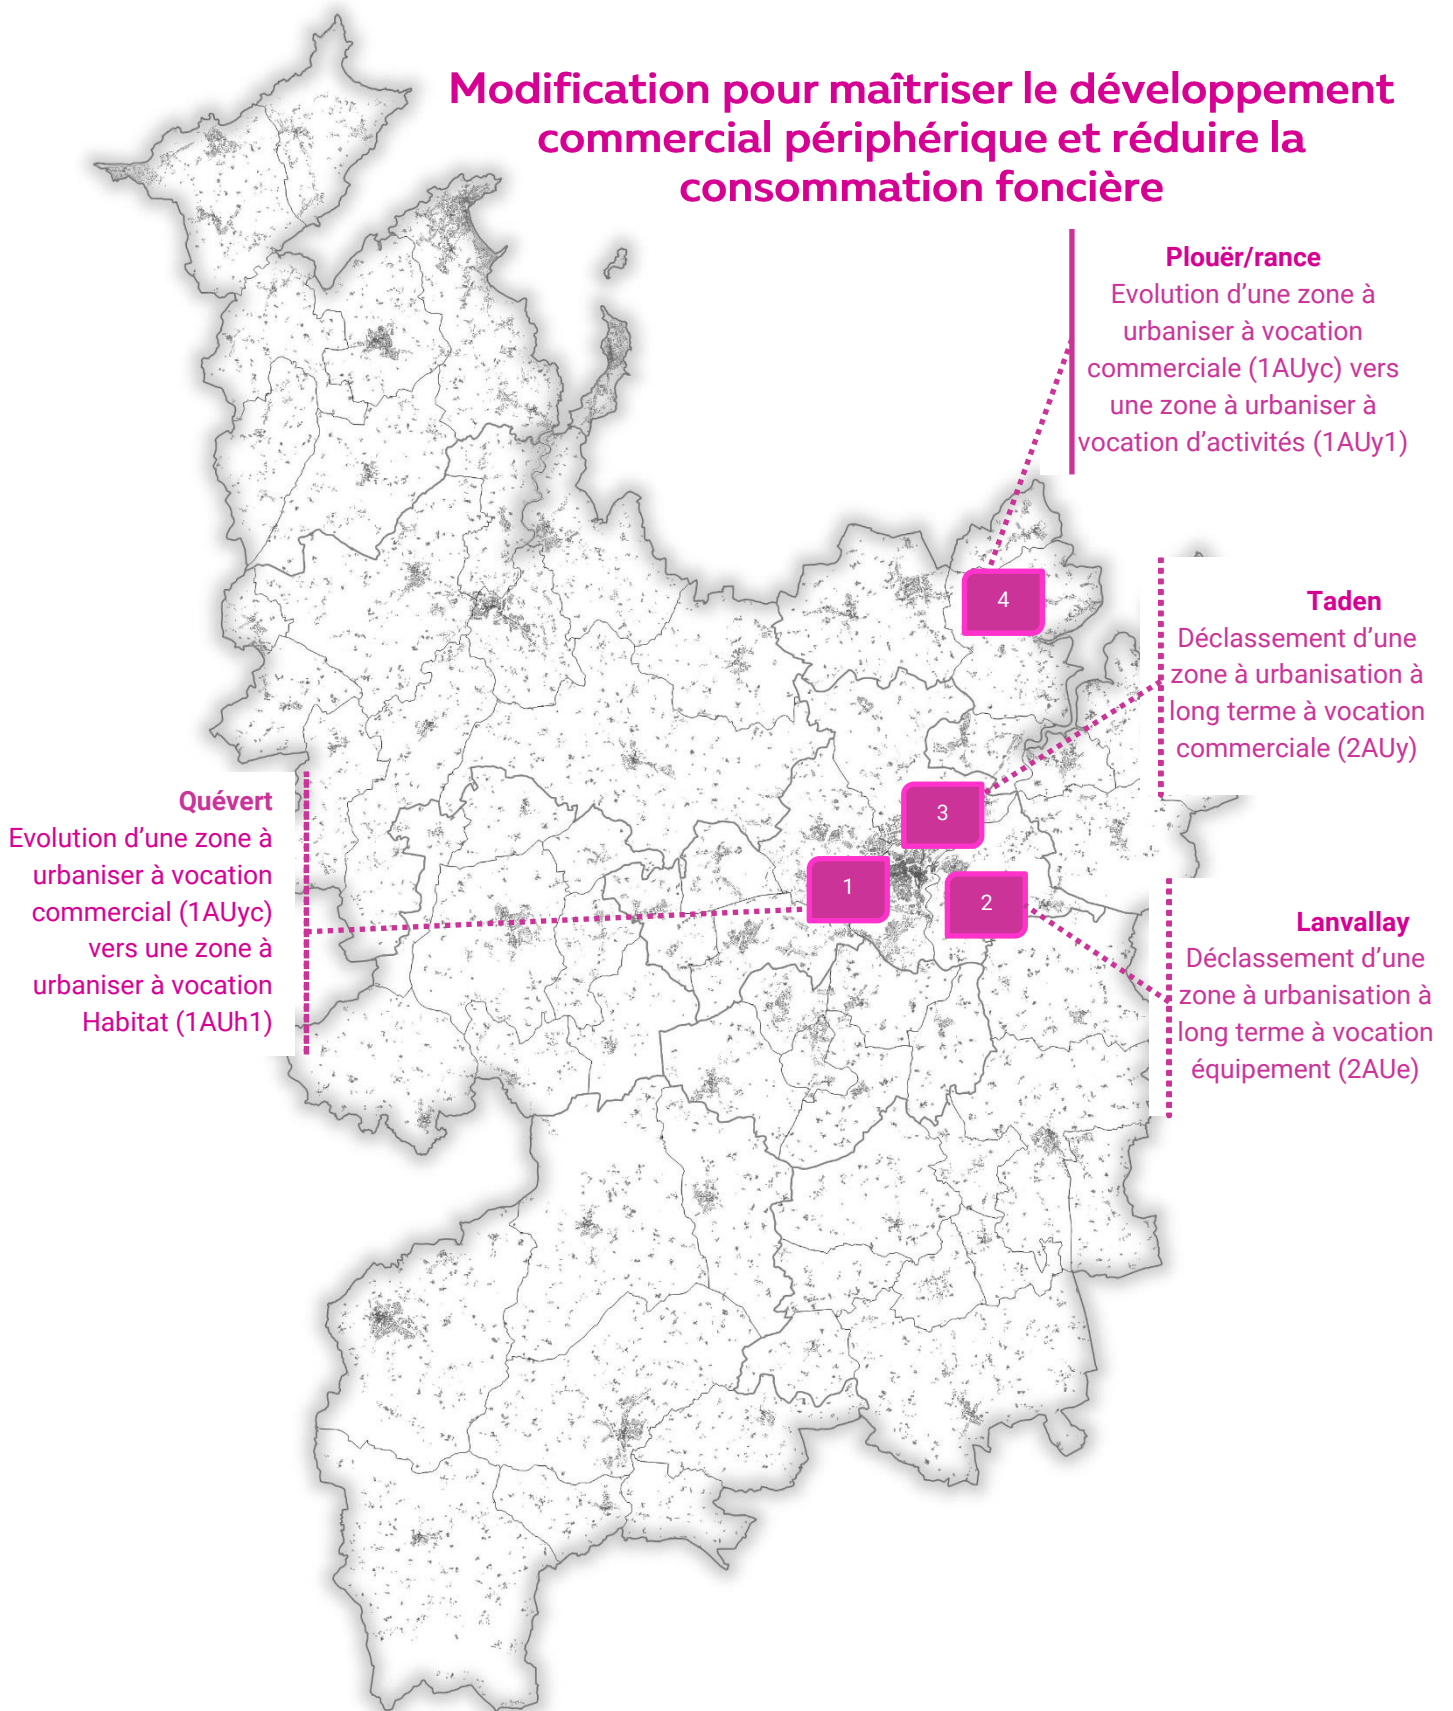 Modification pour maîtriser le développement
commercial périphérique et réduire la
consommation foncière
Plouër/rance
Evolution d'une zone à
urbaniser à vocation
commerciale (1AUyc) vers
une zone à urbaniser à
vocation d'activités (1AUy1)
4
Taden
Déclassement d'une
zone à urbanisation à
long terme à vocation
commerciale (2AUy)
3
Quévert
Evolution d'une zone à
urbaniser à vocation
commercial (1AUyc)
vers une zone à
urbaniser à vocation
Habitat (1AUh1)
1
2
Lanvallay
Déclassement d'une
zone à urbanisation à
long terme à vocation
équipement (2AUe)